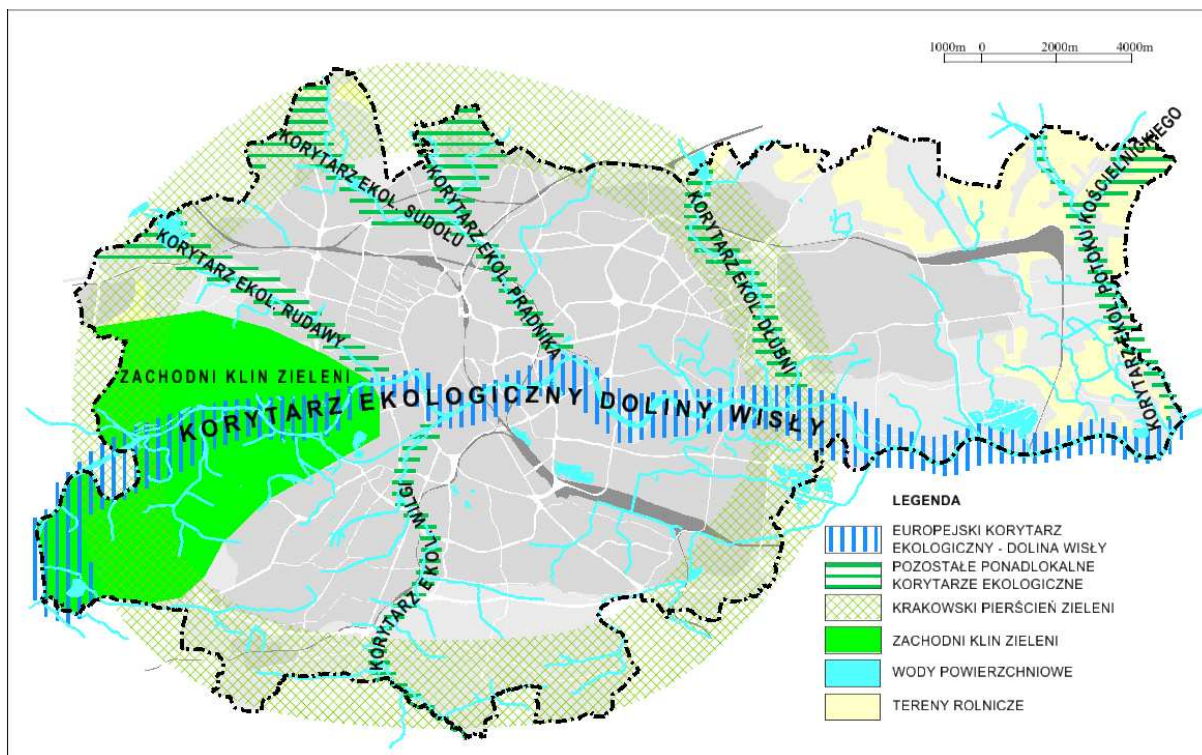 1000m 0 2000m 4000m
KORYTARZ EKOL. SUDOŁU
KORYTARZ EKOL. PRĄDNIKA
KORYTARZ EKOL. RUDAWY
KORYTARZ EKOL. DŁUBNI
KORYTARZ EKOL. POTOKU KOŚCIELNICKIEGO
ZACHODNI KLIN ZIELENI
KORYTARZ EKOLOGICZNY DOLINY WISŁY
KORYTARZ EKOL. WILGI
LEGENDA
EUROPEJSKI KORYTARZ
EKOLOGICZNY - DOLINA WISŁY
POZOSTAŁE PONADLOKALNE
KORYTARZE EKOLOGICZNE
KRAKOWSKI PIERŚCIEŃ ZIELENI
ZACHODNI KLIN ZIELENI
WODY POWIERZCHNIOWE
TERENY ROLNICZE